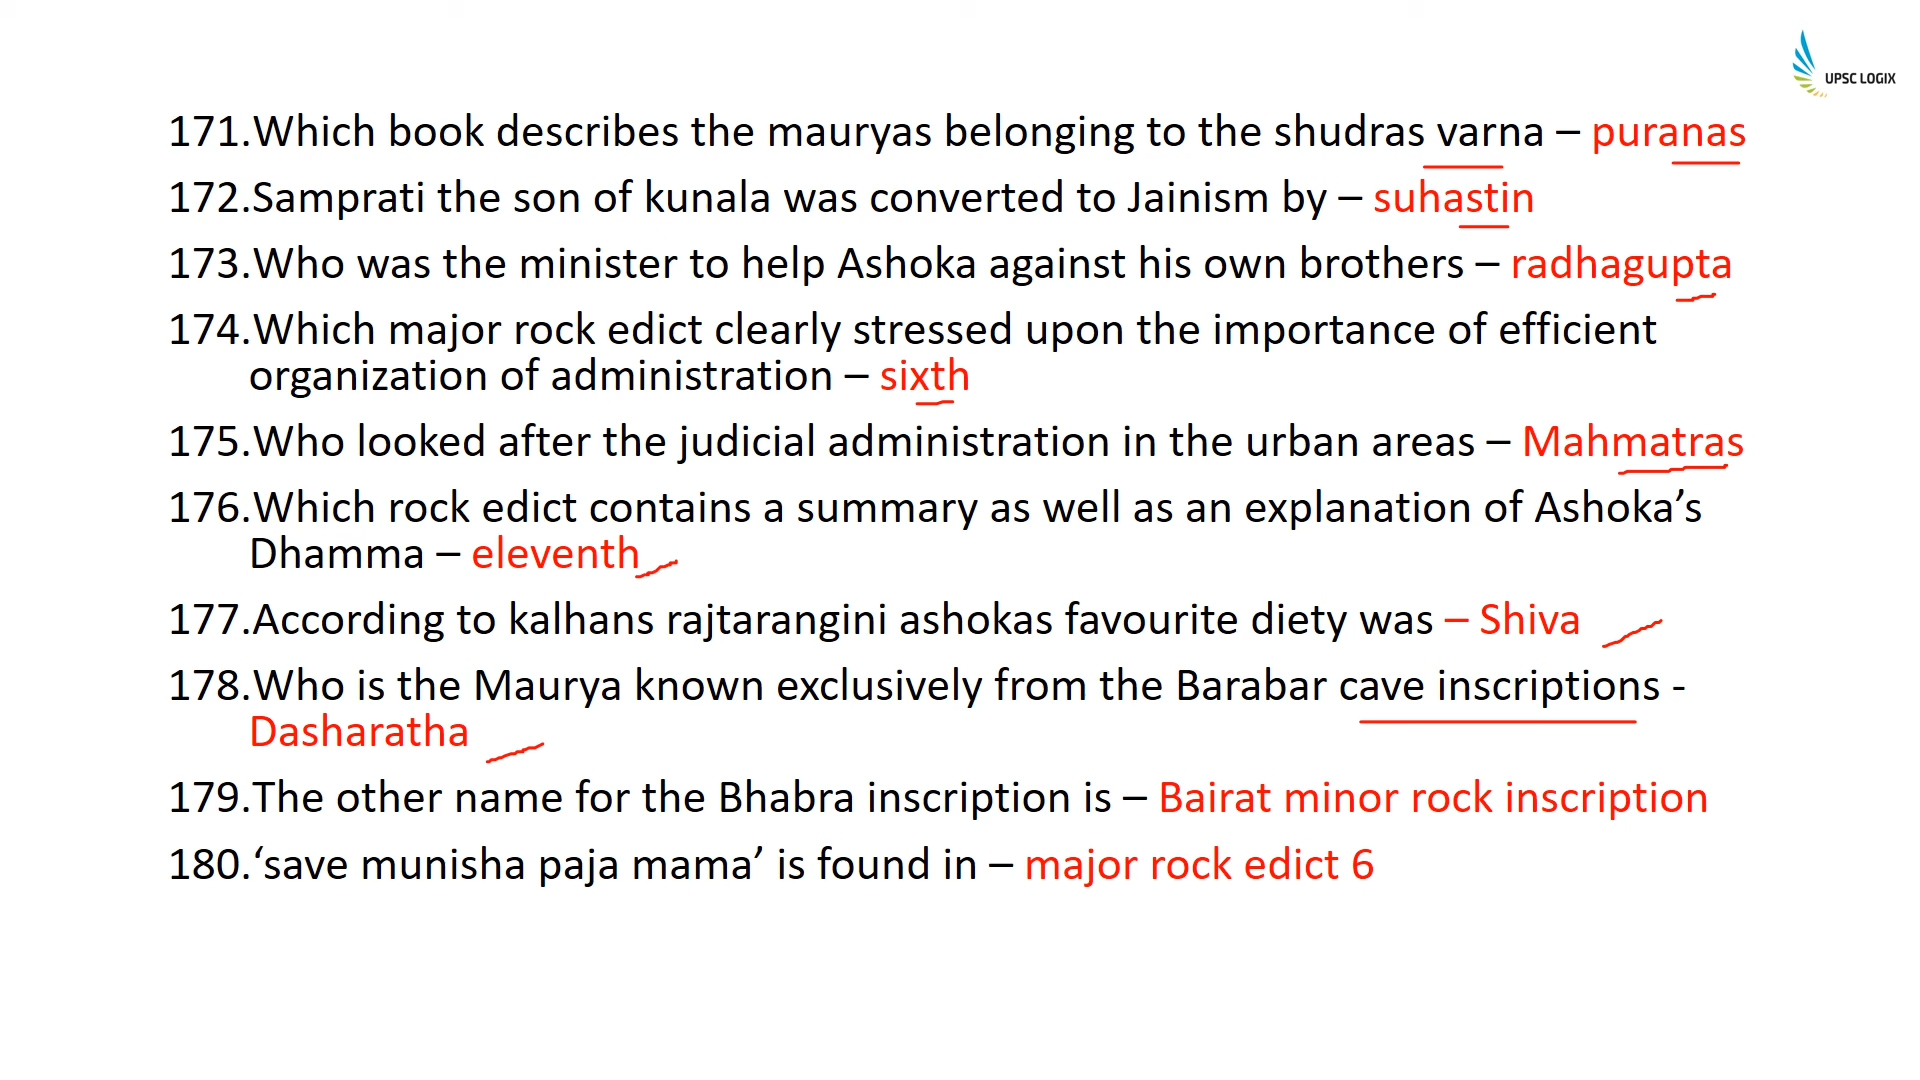 UPSC LOGIX
171.Which book describes the mauryas belonging to the shudras varna – puranas
172.Samprati the son of kunala was converted to Jainism by – suhastin
173.Who was the minister to help Ashoka against his own brothers – radhagupta
174.Which major rock edict clearly stressed upon the importance of efficient
organization of administration – sixth
175.Who looked after the judicial administration in the urban areas – Mahmatras
176.Which rock edict contains a summary as well as an explanation of Ashoka’s
Dhamma – eleventh
177.According to kalhans rajtarangini ashokas favourite diety was – Shiva
178.Who is the Maurya known exclusively from the Barabar cave inscriptions -
Dasharatha
179.The other name for the Bhabra inscription is – Bairat minor rock inscription
180.‘save munisha paja mama’ is found in – major rock edict 6